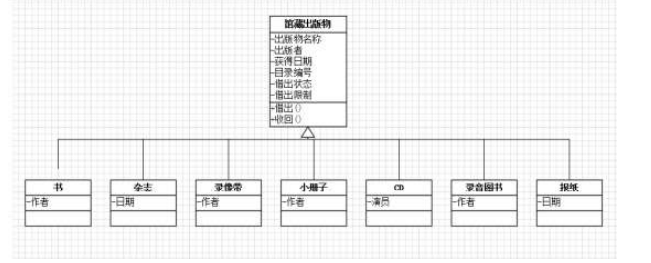 馆藏出版物
-出版物名称
-出版者
-获得日期
-目录编号
-借出状态
-借出限制
-借出()
-收回()
书
-作者
杂志
-日期
录像带
-作者
小册子
-作者
CD
-演员
录音图书
-作者
报纸
-日期